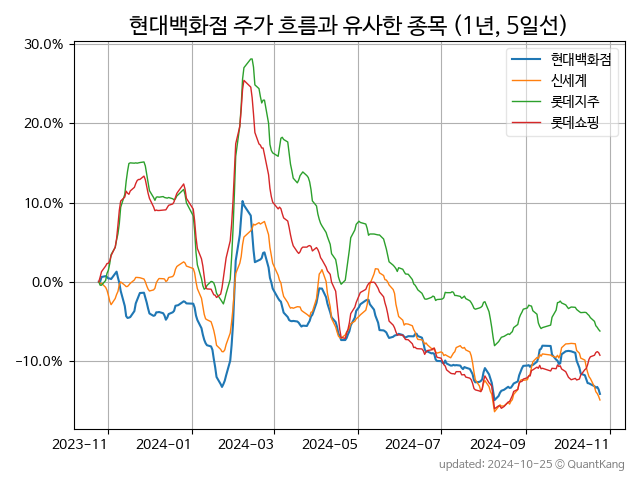 현대백화점 주가 흐름과 유사한 종목 (1년, 5일선)
30.0%
20.0%
10.0%
0.0%
−10.0%
현대백화점
신세계
롯데지주
롯데쇼핑
2023−11
2024−01
2024−03
2024−05
2024−07
2024−09
2024−11
updated: 2024-10-25 © QuantKang